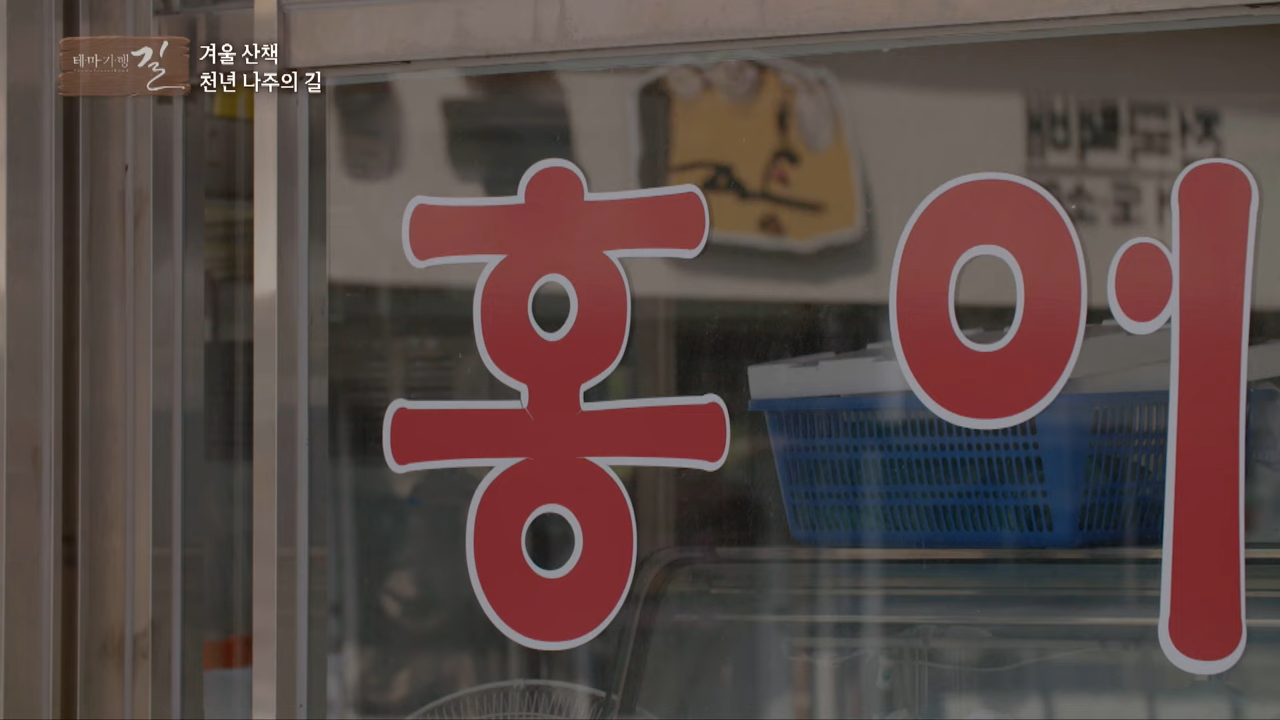 테마기행 길
겨울 산책
천년 나주의 길
홍어